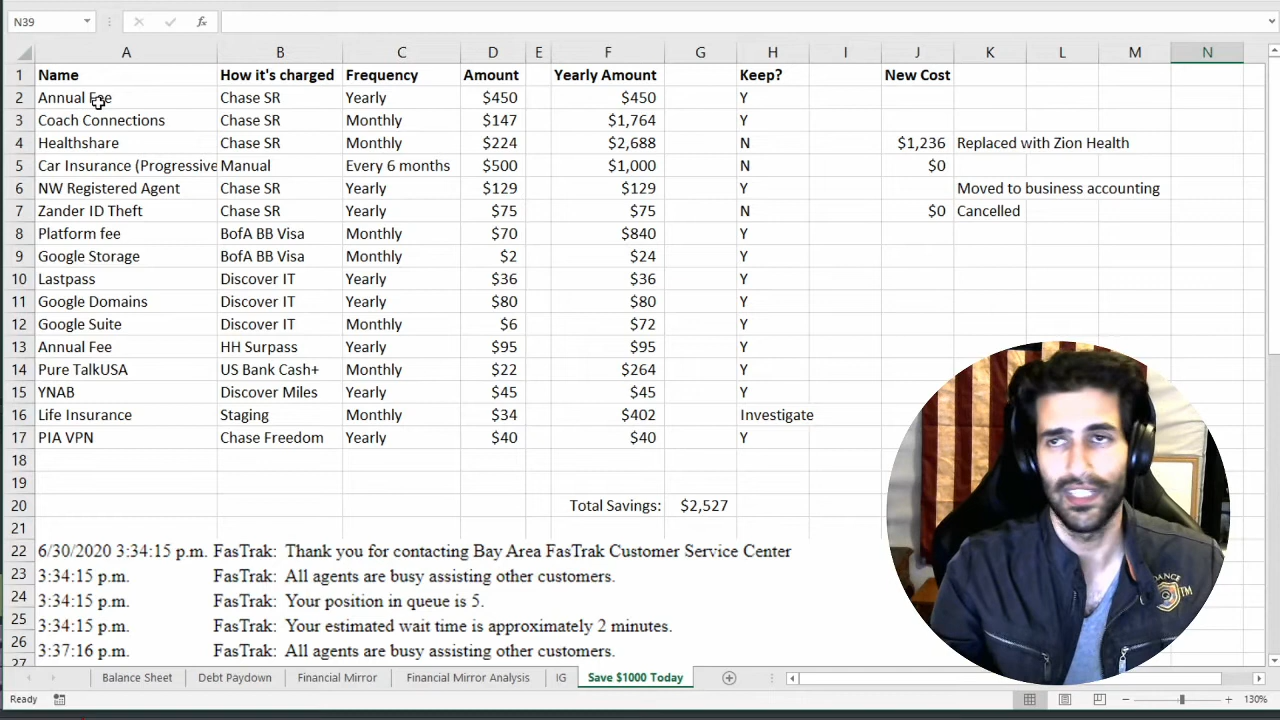 N39 fx
A B C D E F G H I J K L M N
1 Name How it's charged Frequency Amount Yearly Amount Keep? New Cost
2 Annual Fee Chase SR Yearly $450 $450 Y
3 Coach Connections Chase SR Monthly $147 $1,764 Y
4 Healthshare Chase SR Monthly $224 $2,688 N $1,236 Replaced with Zion Health
5 Car Insurance (Progressive Manual Every 6 months $500 $1,000 N $0
6 NW Registered Agent Chase SR Yearly $129 $129 Y Moved to business accounting
7 Zander ID Theft Chase SR Yearly $75 $75 N $0 Cancelled
8 Platform fee BofA BB Visa Monthly $70 $840 Y
9 Google Storage BofA BB Visa Monthly $2 $24 Y
10 Lastpass Discover IT Yearly $36 $36 Y
11 Google Domains Discover IT Yearly $80 $80 Y
12 Google Suite Discover IT Monthly $6 $72 Y
13 Annual Fee HH Surpass Yearly $95 $95 Y
14 Pure TalkUSA US Bank Cash+ Monthly $22 $264 Y
15 YNAB Discover Miles Yearly $45 $45 Y
16 Life Insurance Staging Monthly $34 $402 Investigate
17 PIA VPN Chase Freedom Yearly $40 $40 Y
18
19
20 Total Savings: $2,527
21
22 6/30/2020 3:34:15 p.m. FasTrak: Thank you for contacting Bay Area FasTrak Customer Service Center
23 3:34:15 p.m. FasTrak: All agents are busy assisting other customers.
24 3:34:15 p.m. FasTrak: Your position in queue is 5.
25 3:34:15 p.m. FasTrak: Your estimated wait time is approximately 2 minutes.
26 3:37:16 p.m. FasTrak: All agents are busy assisting other customers.
27
Balance Sheet Debt Paydown Financial Mirror Financial Mirror Analysis IG Save $1000 Today
Ready 130%